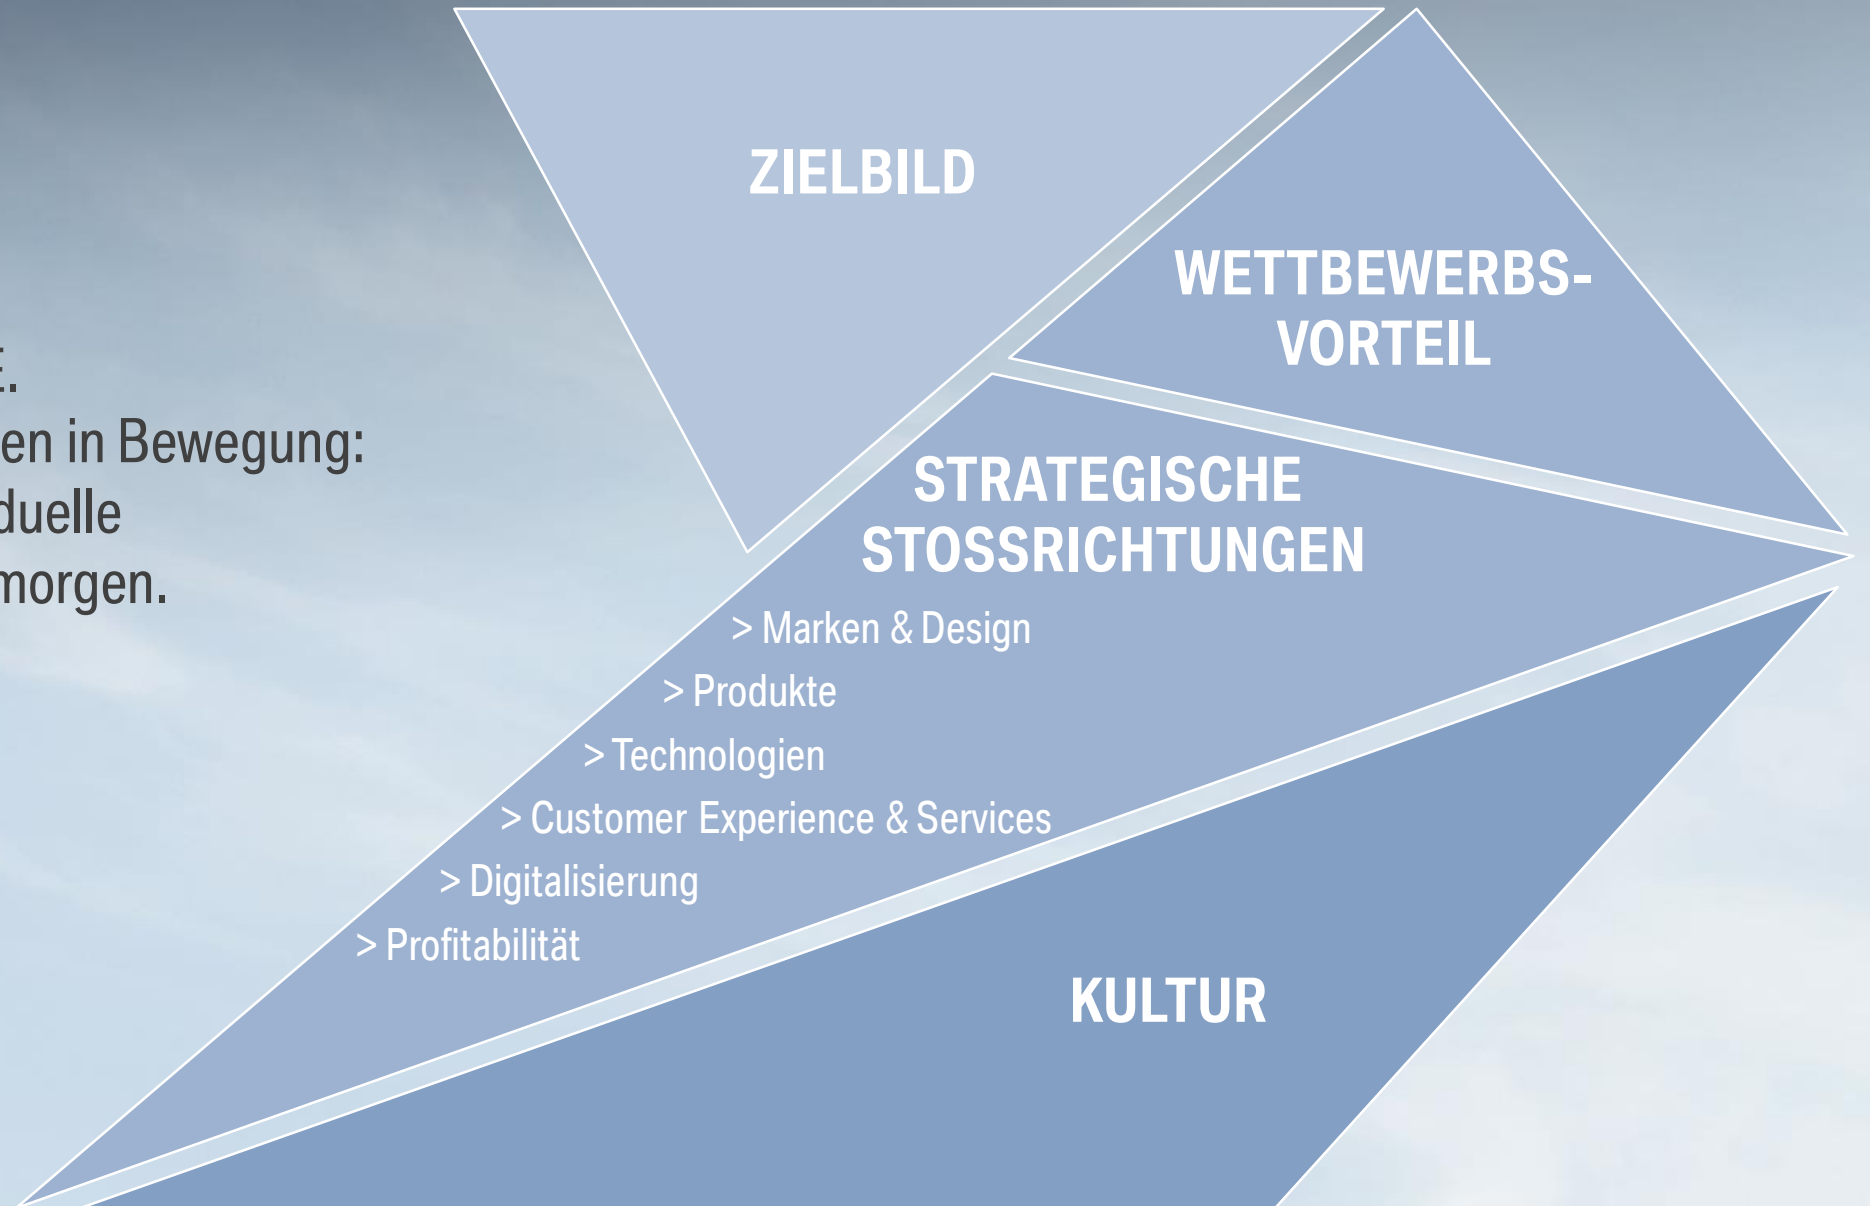 en in Bewegung:
morgen.
ZIELBILD
WETTBEWERBS-
VORTEIL
STRATEGISCHE
STOSSRICHTUNGEN
> Marken & Design
> Produkte
> Technologien
> Customer Experience & Services
> Digitalisierung
> Profitabilität
KULTUR